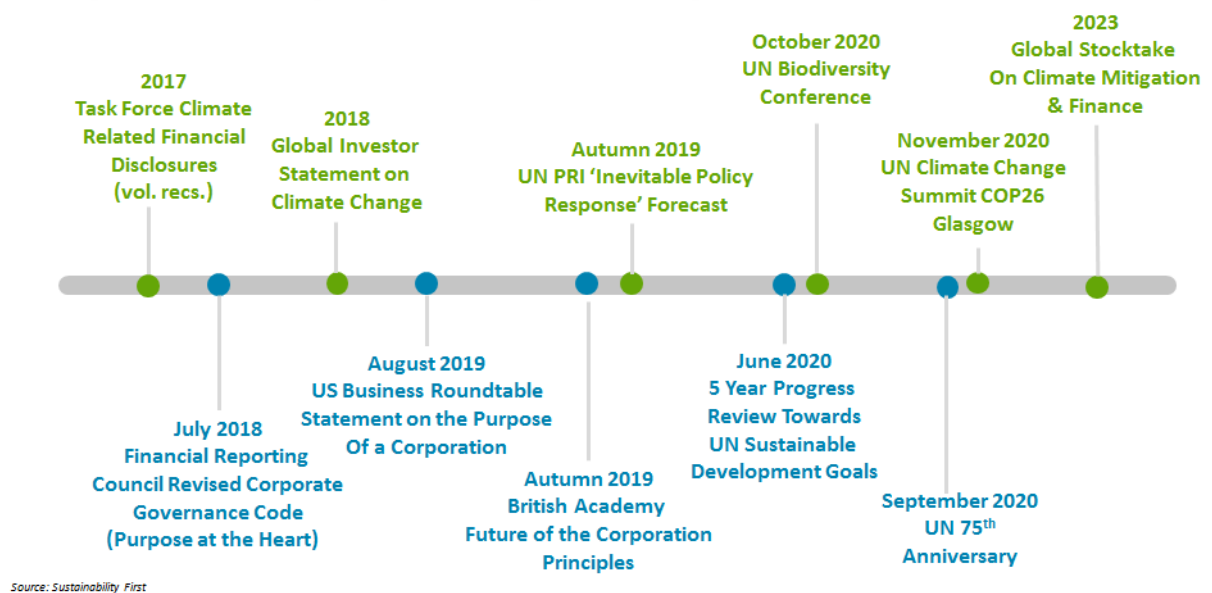 2017
Task Force Climate
Related Financial
Disclosures
(vol. recs.)
2018
Global Investor
Statement on
Climate Change
Autumn 2019
UN PRI ‘Inevitable Policy
Response’ Forecast
October 2020
UN Biodiversity
Conference
November 2020
UN Climate Change
Summit COP26
Glasgow
2023
Global Stocktake
On Climate Mitigation
& Finance
July 2018
Financial Reporting
Council Revised Corporate
Governance Code
(Purpose at the Heart)
August 2019
US Business Roundtable
Statement on the Purpose
Of a Corporation
Autumn 2019
British Academy
Future of the Corporation
Principles
June 2020
5 Year Progress
Review Towards
UN Sustainable
Development Goals
September 2020
UN 75th
Anniversary
Source: Sustainability First